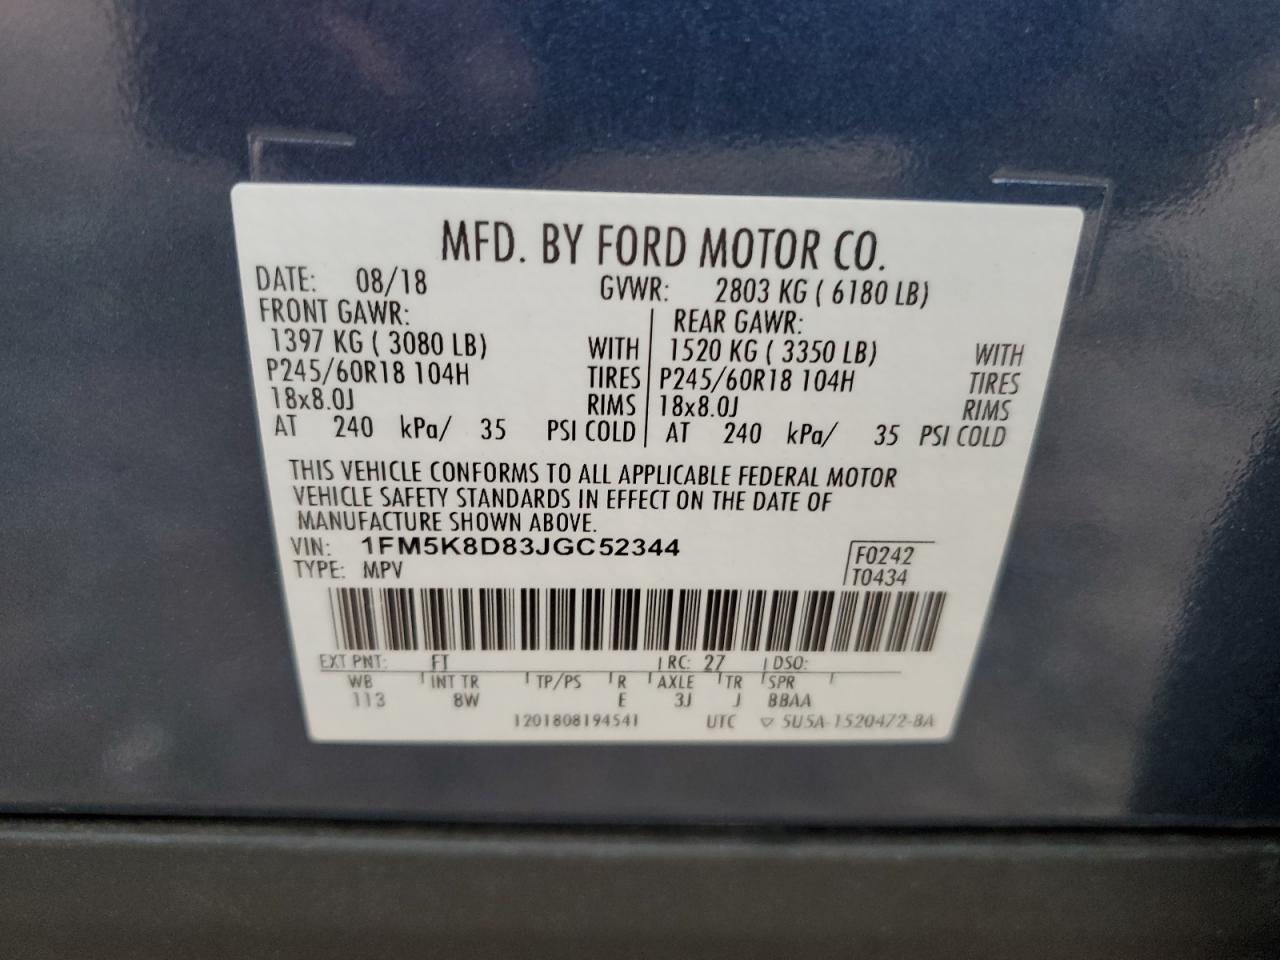 MFD. BY FORD MOTOR CO.
DATE: 08/18 GVWR: 2803 KG ( 6180 LB)
FRONT GAWR: REAR GAWR:
1397 KG ( 3080 LB) WITH 1520 KG ( 3350 LB) WITH
P245/60R18 104H TIRES P245/60R18 104H TIRES
18x8.0J RIMS 18x8.0J RIMS
AT 240 kPa/ 35 PSI COLD AT 240 kPa/ 35 PSI COLD
THIS VEHICLE CONFORMS TO ALL APPLICABLE FEDERAL MOTOR
VEHICLE SAFETY STANDARDS IN EFFECT ON THE DATE OF
MANUFACTURE SHOWN ABOVE.
VIN: 1FM5K8D83JGC52344 F0242
TYPE: MPV T0434
EXT PNT: FT RC: 27 DSO:
WB INT TR TP/PS R AXLE TR SPR
113 8W E 3J J BBAA
1201808194541 UTC ▽ 5U5A-1520472-BA